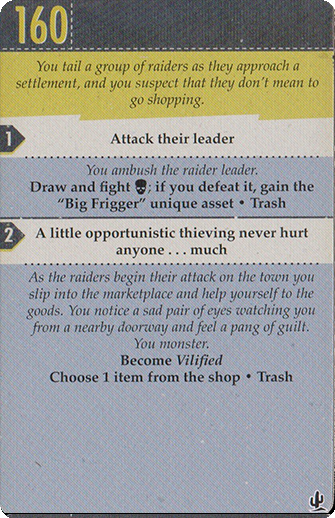 160
You tail a group of raiders as they approach a
settlement, and you suspect that they don't mean to
go shopping.
1
Attack their leader
You ambush the raider leader.
Draw and fight ; if you defeat it, gain the
"Big Frigger" unique asset • Trash
2
A little opportunistic thieving never hurt
anyone . . . much
As the raiders begin their attack on the town you
slip into the marketplace and help yourself to the
goods. You notice a sad pair of eyes watching you
from a nearby doorway and feel a pang of guilt.
You monster.
Become Vilified
Choose 1 item from the shop • Trash